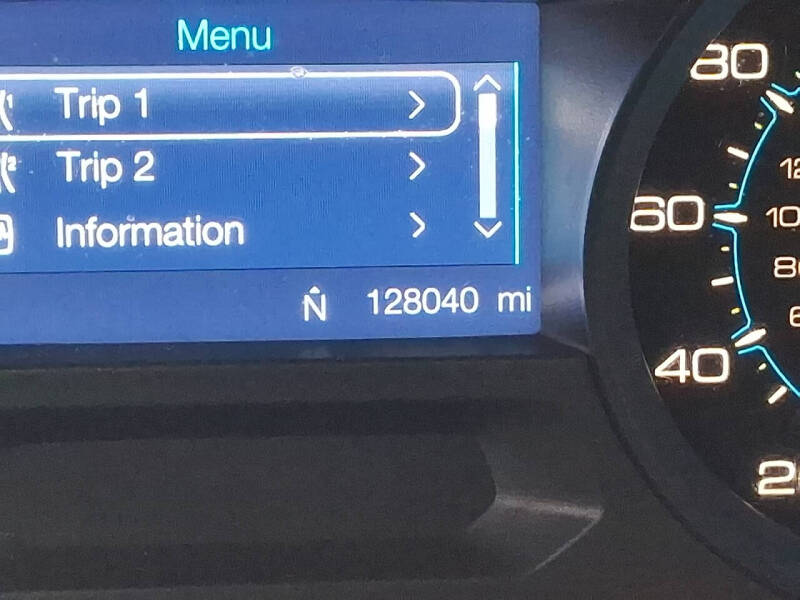 Menu
Trip 1
Trip 2
Information
N 128040 mi
80
60
40